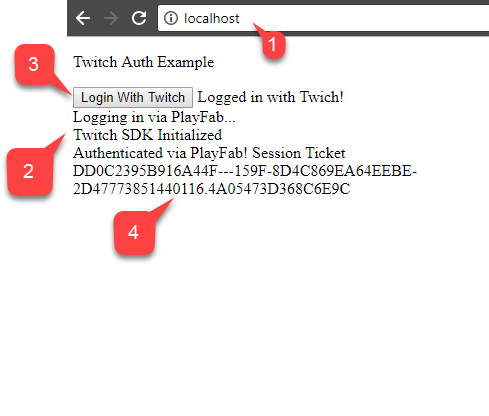 localhost
1
Twitch Auth Example
3
Login With Twitch Logged in with Twich!
Logging in via PlayFab...
Twitch SDK Initialized
2
Authenticated via PlayFab! Session Ticket
DD0C2395B916A44F---159F-8D4C869EA64EEBE-
2D47773851440116.4A05473D368C6E9C
4